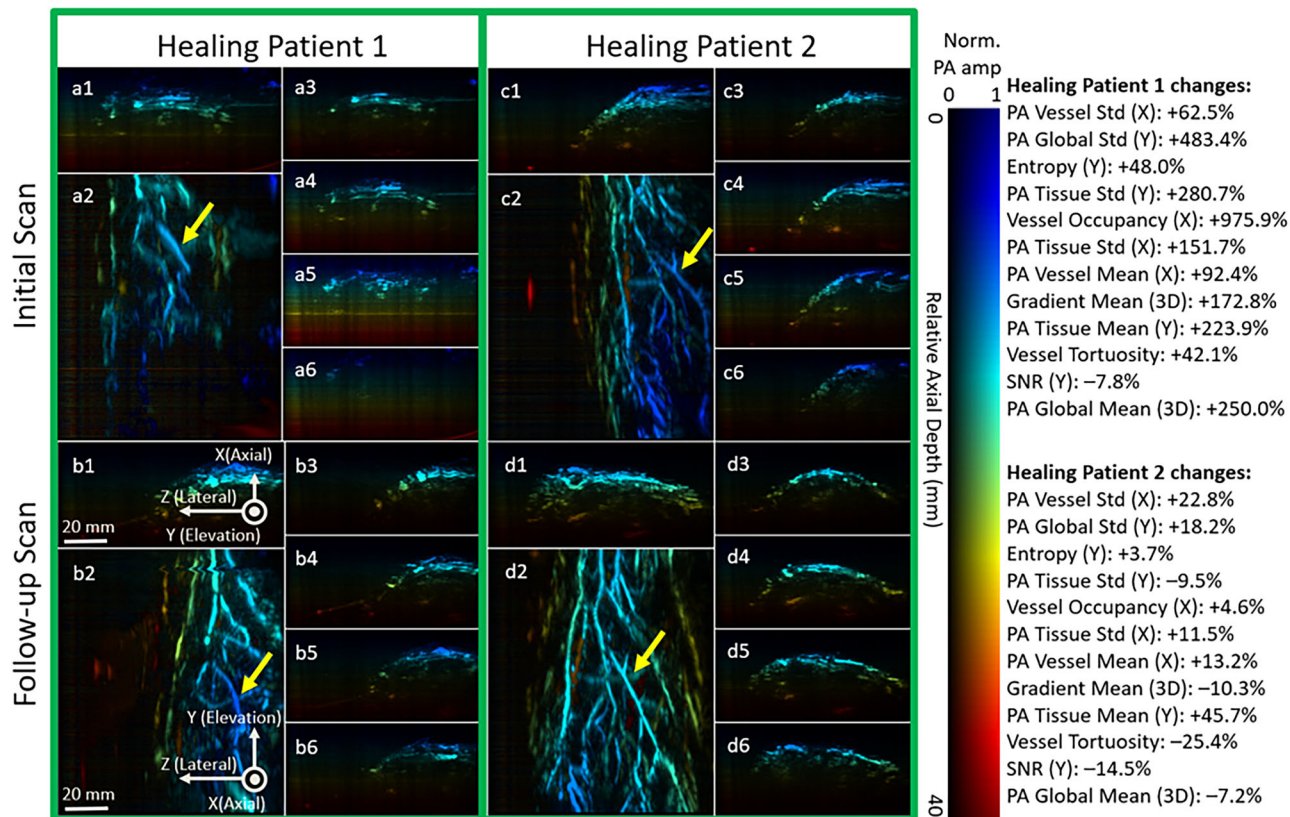 Healing Patient 1
Healing Patient 2
Initial Scan
a1
a2
a3
a4
a5
a6
c1
c2
c3
c4
c5
c6
Follow-up Scan
b1
X(Axial)
Z (Lateral)
Y (Elevation)
20 mm
b2
Y (Elevation)
Z (Lateral)
X(Axial)
20 mm
b3
b4
b5
b6
d1
d2
d3
d4
d5
d6
Norm.
PA amp
0 1
0
Relative Axial Depth (mm)
40
Healing Patient 1 changes:
PA Vessel Std (X): +62.5%
PA Global Std (Y): +483.4%
Entropy (Y): +48.0%
PA Tissue Std (Y): +280.7%
Vessel Occupancy (X): +975.9%
PA Tissue Std (X): +151.7%
PA Vessel Mean (X): +92.4%
Gradient Mean (3D): +172.8%
PA Tissue Mean (Y): +223.9%
Vessel Tortuosity: +42.1%
SNR (Y): –7.8%
PA Global Mean (3D): +250.0%
Healing Patient 2 changes:
PA Vessel Std (X): +22.8%
PA Global Std (Y): +18.2%
Entropy (Y): +3.7%
PA Tissue Std (Y): –9.5%
Vessel Occupancy (X): +4.6%
PA Tissue Std (X): +11.5%
PA Vessel Mean (X): +13.2%
Gradient Mean (3D): –10.3%
PA Tissue Mean (Y): +45.7%
Vessel Tortuosity: –25.4%
SNR (Y): –14.5%
PA Global Mean (3D): –7.2%